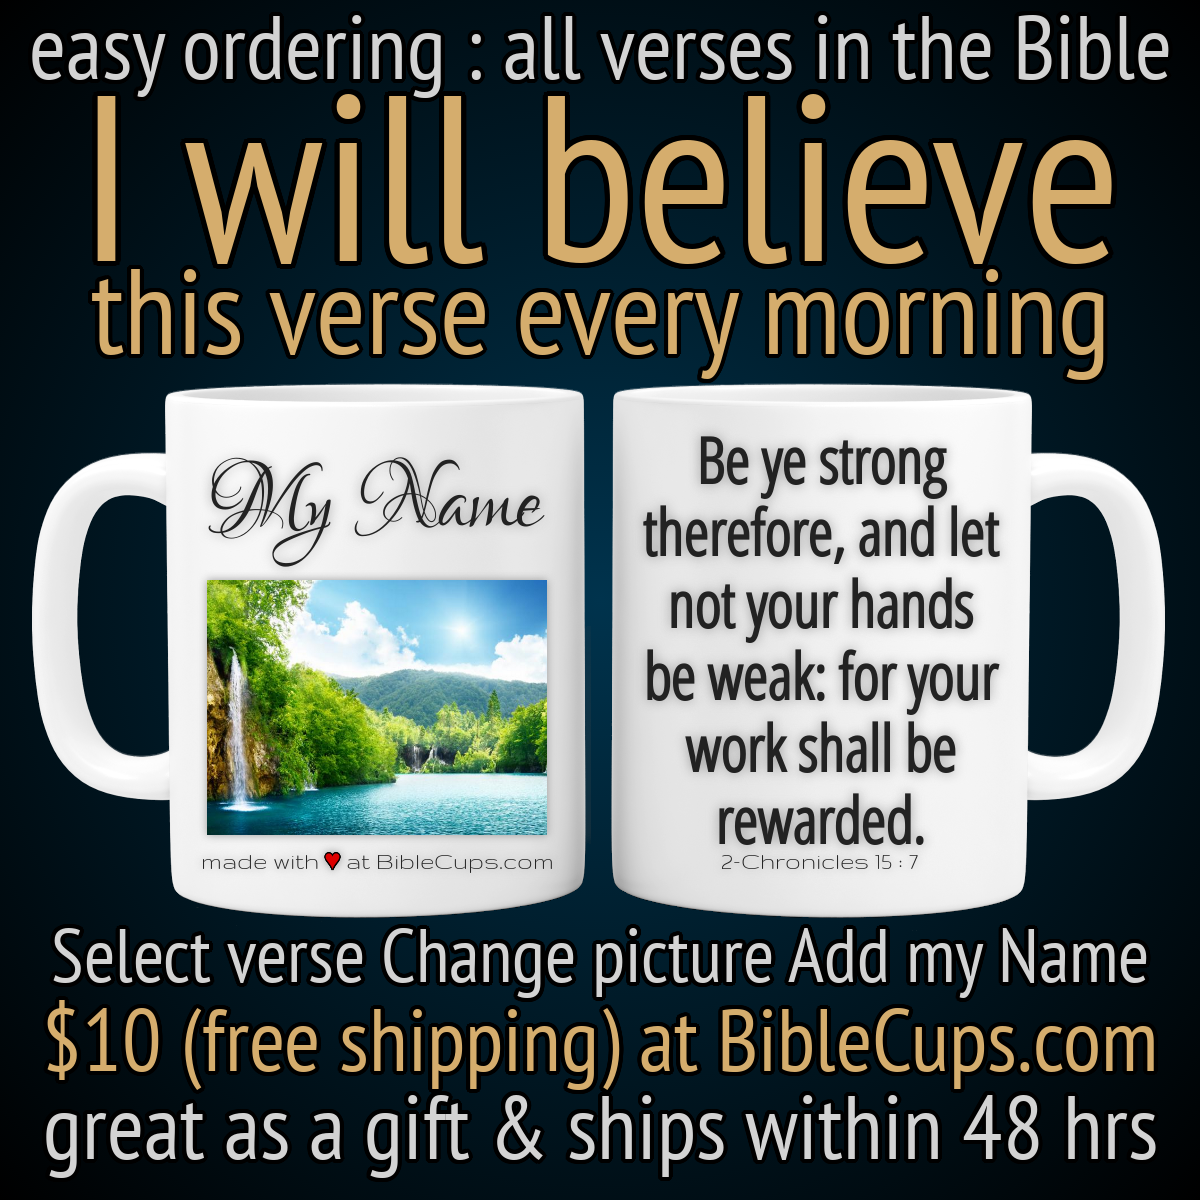 easy ordering : all verses in the Bible
I will believe
this verse every morning
My Name
made with ❤ at BibleCups.com
Be ye strong
therefore, and let
not your hands
be weak: for your
work shall be
rewarded.
2-Chronicles 15 : 7
Select verse Change picture Add my Name
$10 (free shipping) at BibleCups.com
great as a gift & ships within 48 hrs